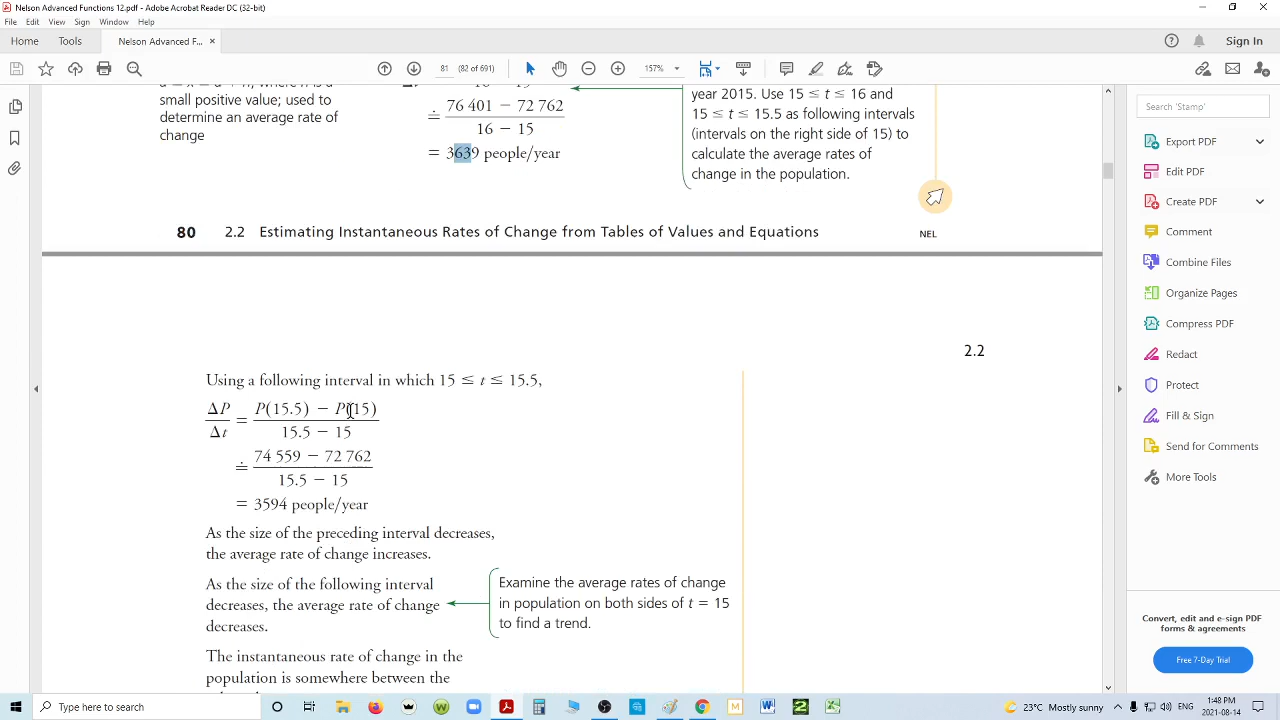 Nelson Advanced Functions 12.pdf - Adobe Acrobat Reader DC (32-bit)
File Edit View Sign Window Help
Home Tools Nelson Advanced F... ×
Sign In
81 (82 of 691) 157%
small positive value; used to
determine an average rate of
change
≐ 76 401 − 72 762
16 − 15
= 3639 people/year
year 2015. Use 15 ≤ t ≤ 16 and
15 ≤ t ≤ 15.5 as following intervals
(intervals on the right side of 15) to
calculate the average rates of
change in the population.
80 2.2 Estimating Instantaneous Rates of Change from Tables of Values and Equations
NEL
2.2
Using a following interval in which 15 ≤ t ≤ 15.5,
ΔP = P(15.5) − P(15)
Δt 15.5 − 15
≐ 74 559 − 72 762
15.5 − 15
= 3594 people/year
As the size of the preceding interval decreases,
the average rate of change increases.
As the size of the following interval
decreases, the average rate of change
decreases.
Examine the average rates of change
in population on both sides of t = 15
to find a trend.
The instantaneous rate of change in the
population is somewhere between the
Search 'Stamp'
Export PDF
Edit PDF
Create PDF
Comment
Combine Files
Organize Pages
Compress PDF
Redact
Protect
Fill & Sign
Send for Comments
More Tools
Convert, edit and e-sign PDF
forms & agreements
Free 7-Day Trial
Type here to search
23°C Mostly sunny
1:48 PM
2021-08-14